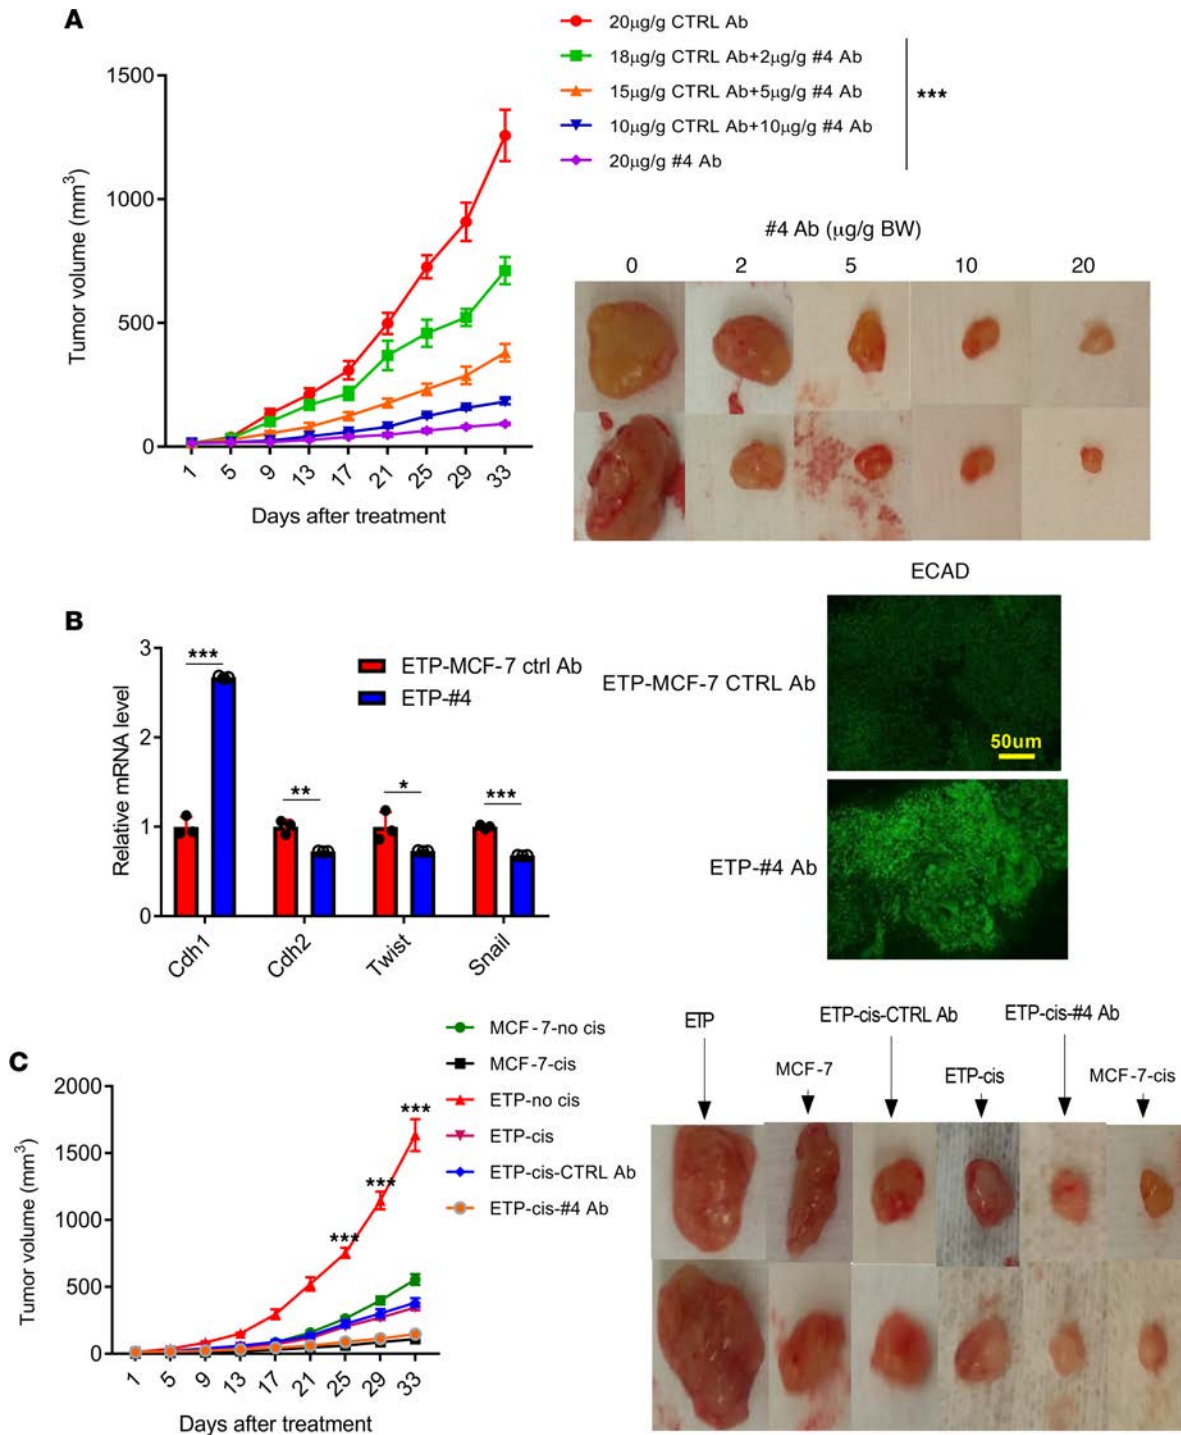 A
20μg/g CTRL Ab
18μg/g CTRL Ab+2μg/g #4 Ab
15μg/g CTRL Ab+5μg/g #4 Ab
10μg/g CTRL Ab+10μg/g #4 Ab
20μg/g #4 Ab
***
Tumor volume (mm³)
1500
1000
500
0
1 5 9 13 17 21 25 29 33
Days after treatment
#4 Ab (μg/g BW)
0 2 5 10 20
B
Relative mRNA level
3
2
1
0
*** ** * ***
ETP-MCF-7 ctrl Ab
ETP-#4
Cdh1 Cdh2 Twist Snail
ECAD
ETP-MCF-7 CTRL Ab
50um
ETP-#4 Ab
C
MCF-7-no cis
MCF-7-cis
ETP-no cis
ETP-cis
ETP-cis-CTRL Ab
ETP-cis-#4 Ab
Tumor volume (mm³)
2000
1500
1000
500
0
*** *** ***
1 5 9 13 17 21 25 29 33
Days after treatment
ETP
MCF-7
ETP-cis-CTRL Ab
ETP-cis
ETP-cis-#4 Ab
MCF-7-cis